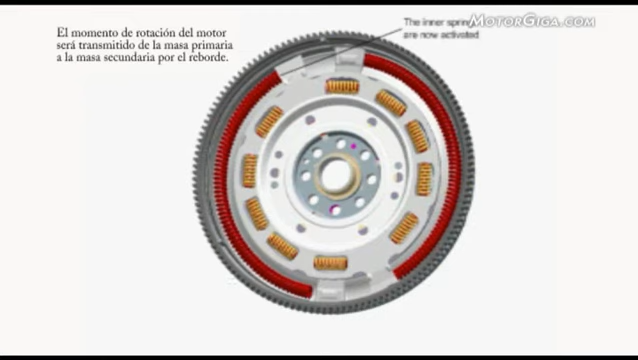 El momento de rotación del motor
será transmitido de la masa primaria
a la masa secundaria por el reborde.
The inner spring
are now activated
MotorGiga.com